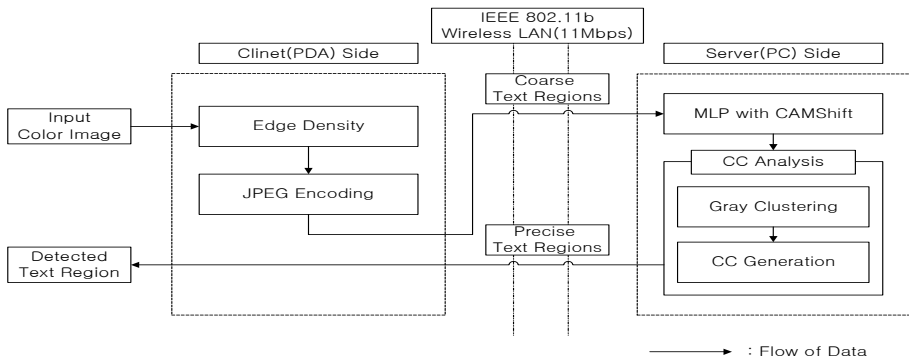 IEEE 802.11b
Wireless LAN(11Mbps)
Clinet(PDA) Side
Server(PC) Side
Coarse
Text Regions
Input
Color Image
Edge Density
MLP with CAMShift
CC Analysis
JPEG Encoding
Gray Clustering
Precise
Text Regions
Detected
Text Region
CC Generation
: Flow of Data